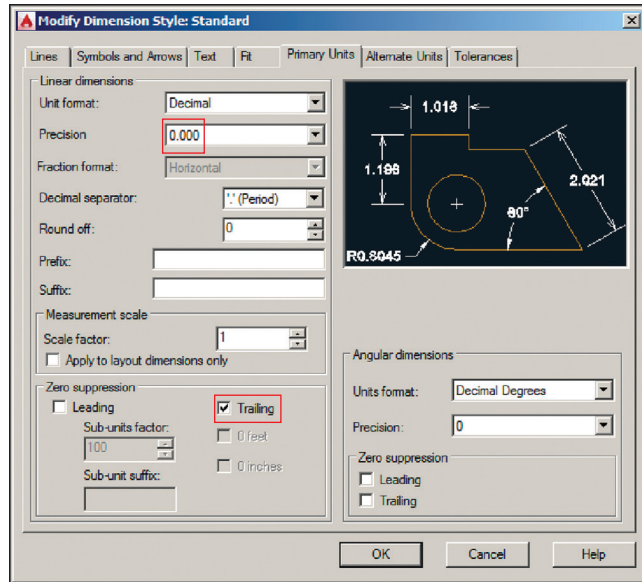 Modify Dimension Style: Standard
Lines Symbols and Arrows Text Fit Primary Units Alternate Units Tolerances
Linear dimensions
Unit format: Decimal
Precision 0.000
Fraction format: Horizontal
Decimal separator: '.' (Period)
Round off: 0
Prefix:
Suffix:
Measurement scale
Scale factor: 1
Apply to layout dimensions only
Zero suppression
Leading
Trailing
Sub-units factor:
100
0 feet
0 inches
Sub-unit suffix:
1.018
1.198
2.021
80°
R0.8045
Angular dimensions
Units format: Decimal Degrees
Precision: 0
Zero suppression
Leading
Trailing
OK Cancel Help